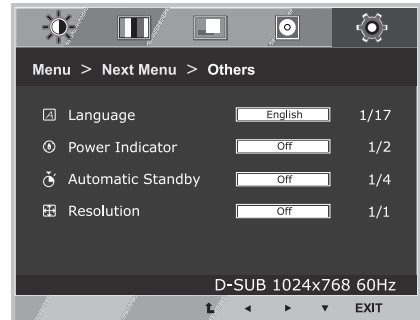 Menu > Next Menu > Others
Language English 1/17
Power Indicator Off 1/2
Automatic Standby Off 1/4
Resolution Off 1/1
D-SUB 1024x768 60Hz
EXIT